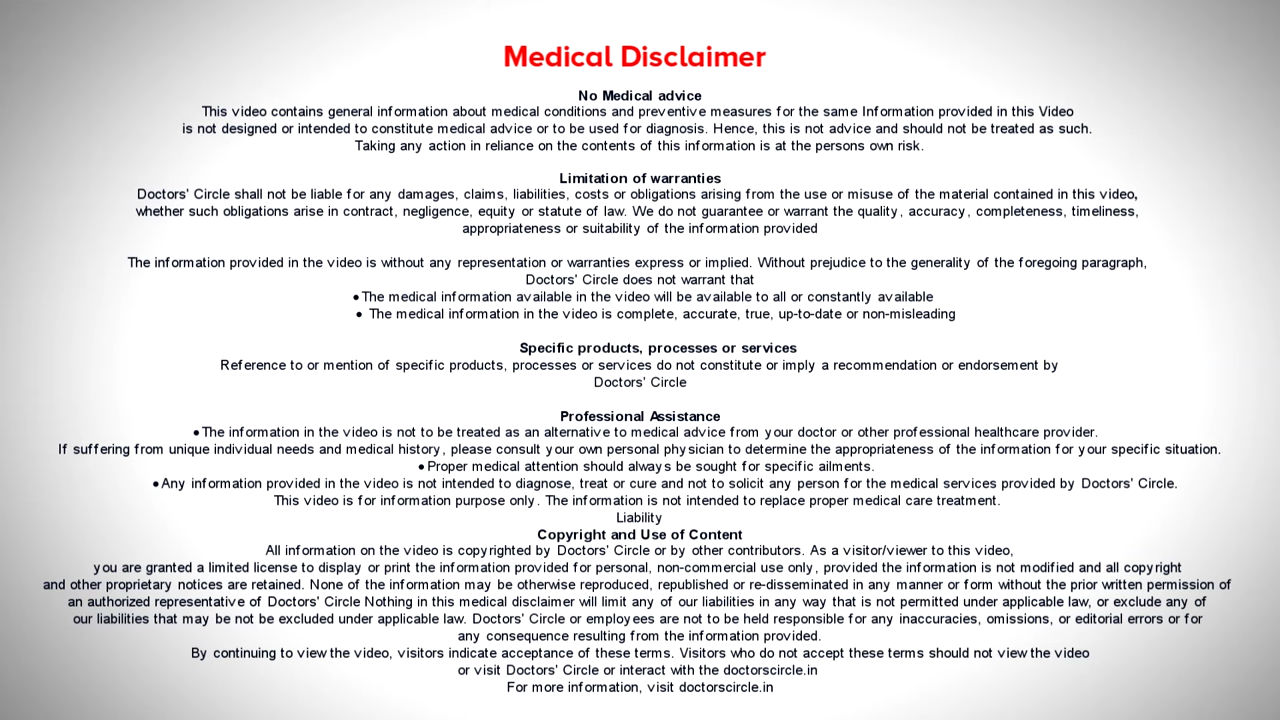 Medical Disclaimer
No Medical advice
This video contains general information about medical conditions and preventive measures for the same Information provided in this Video
is not designed or intended to constitute medical advice or to be used for diagnosis. Hence, this is not advice and should not be treated as such.
Taking any action in reliance on the contents of this information is at the persons own risk.
Limitation of warranties
Doctors' Circle shall not be liable for any damages, claims, liabilities, costs or obligations arising from the use or misuse of the material contained in this video,
whether such obligations arise in contract, negligence, equity or statute of law. We do not guarantee or warrant the quality, accuracy, completeness, timeliness,
appropriateness or suitability of the information provided
The information provided in the video is without any representation or warranties express or implied. Without prejudice to the generality of the foregoing paragraph,
Doctors' Circle does not warrant that
• The medical information available in the video will be available to all or constantly available
• The medical information in the video is complete, accurate, true, up-to-date or non-misleading
Specific products, processes or services
Reference to or mention of specific products, processes or services do not constitute or imply a recommendation or endorsement by
Doctors' Circle
Professional Assistance
• The information in the video is not to be treated as an alternative to medical advice from your doctor or other professional healthcare provider.
If suffering from unique individual needs and medical history, please consult your own personal physician to determine the appropriateness of the information for your specific situation.
• Proper medical attention should always be sought for specific ailments.
• Any information provided in the video is not intended to diagnose, treat or cure and not to solicit any person for the medical services provided by Doctors' Circle.
This video is for information purpose only. The information is not intended to replace proper medical care treatment.
Liability
Copyright and Use of Content
All information on the video is copyrighted by Doctors' Circle or by other contributors. As a visitor/viewer to this video,
you are granted a limited license to display or print the information provided for personal, non-commercial use only, provided the information is not modified and all copyright
and other proprietary notices are retained. None of the information may be otherwise reproduced, republished or re-disseminated in any manner or form without the prior written permission of
an authorized representative of Doctors' Circle Nothing in this medical disclaimer will limit any of our liabilities in any way that is not permitted under applicable law, or exclude any of
our liabilities that may be not be excluded under applicable law. Doctors' Circle or employees are not to be held responsible for any inaccuracies, omissions, or editorial errors or for
any consequence resulting from the information provided.
By continuing to view the video, visitors indicate acceptance of these terms. Visitors who do not accept these terms should not view the video
or visit Doctors' Circle or interact with the doctorscircle.in
For more information, visit doctorscircle.in